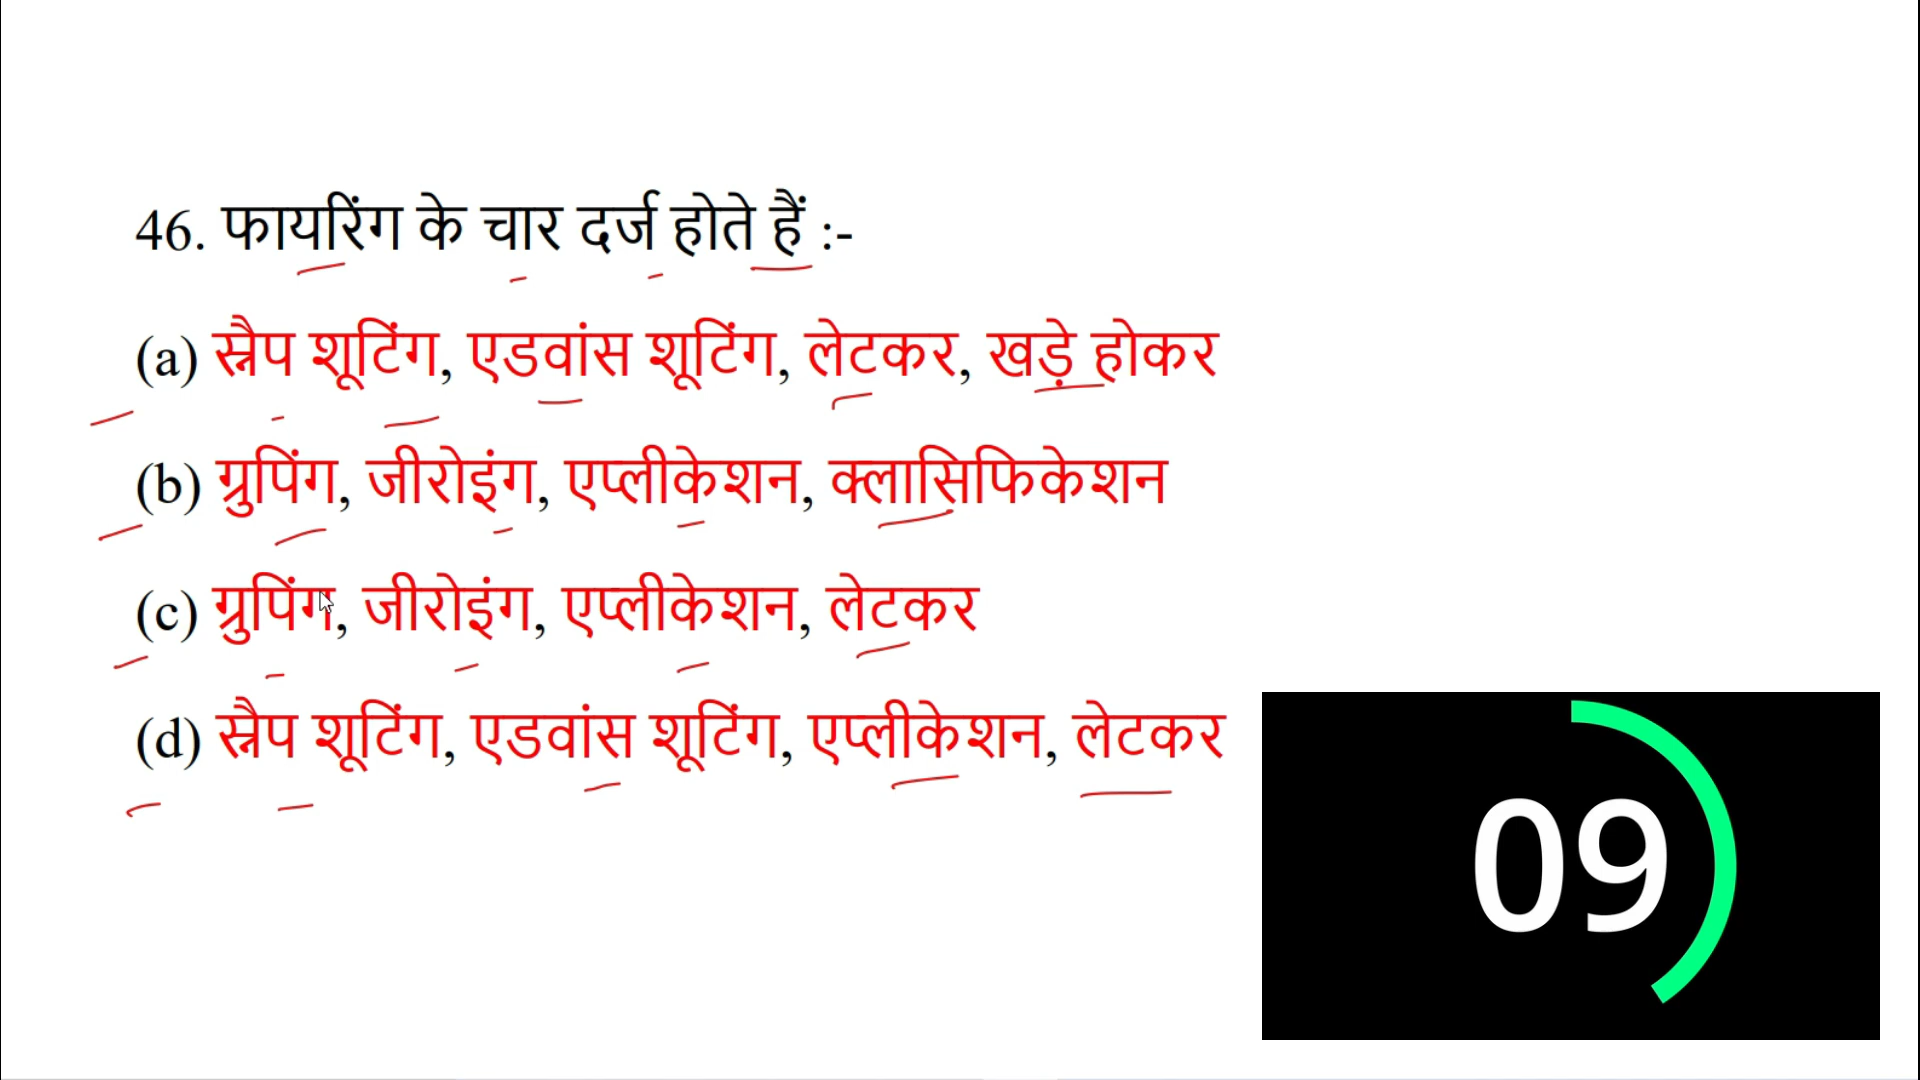 46. फायरिंग के चार दर्ज होते हैं :-
(a) स्नैप शूटिंग, एडवांस शूटिंग, लेटकर, खड़े होकर
(b) ग्रुपिंग, जीरोइंग, एप्लीकेशन, क्लासिफिकेशन
(c) ग्रुपिंग, जीरोइंग, एप्लीकेशन, लेटकर
(d) स्नैप शूटिंग, एडवांस शूटिंग, एप्लीकेशन, लेटकर
09